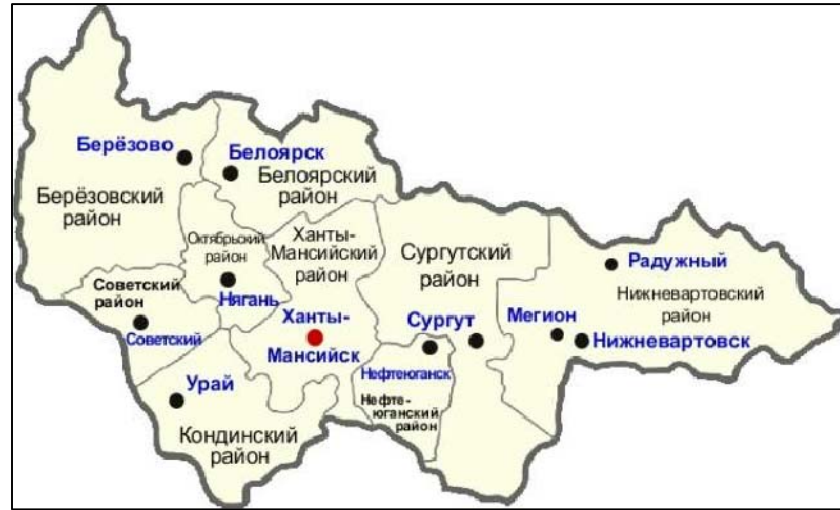 Берёзово
Белоярск
Белоярский
район
Берёзовский
район
Октябрьский
район
Ханты-
Мансийский
район
Сургутский
район
Радужный
Нижневартовский
район
Советский
район
Нягань
Советский
Ханты-
Мансийск
Сургут
Мегион
Нижневартовск
Урай
Нефтеюганск
Нефте-
юганский
район
Кондинский
район